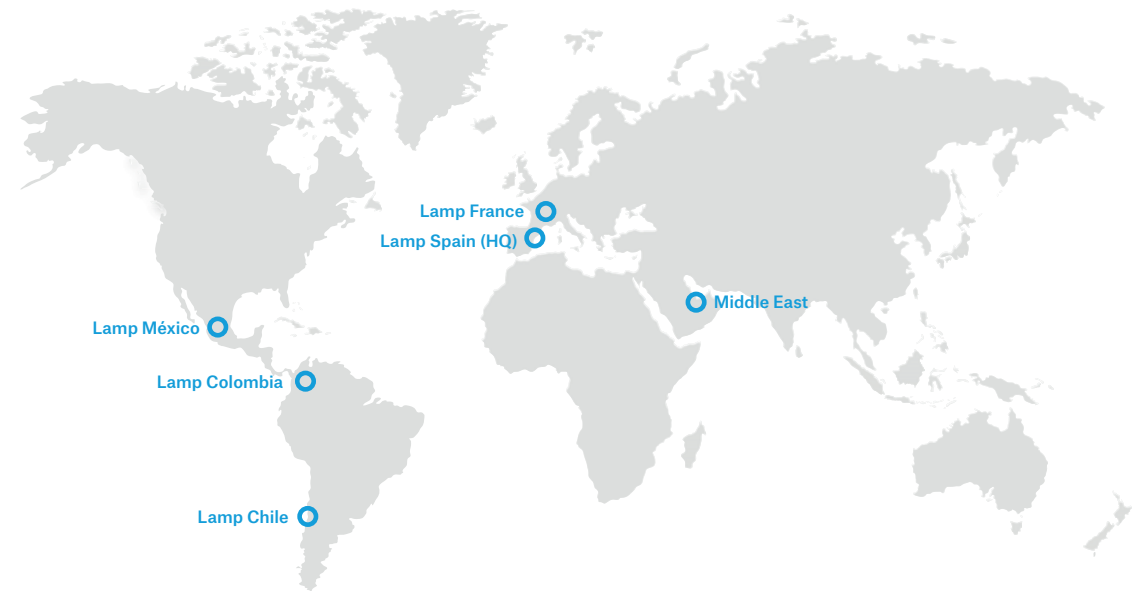 Lamp France
Lamp Spain (HQ)
Middle East
Lamp México
Lamp Colombia
Lamp Chile